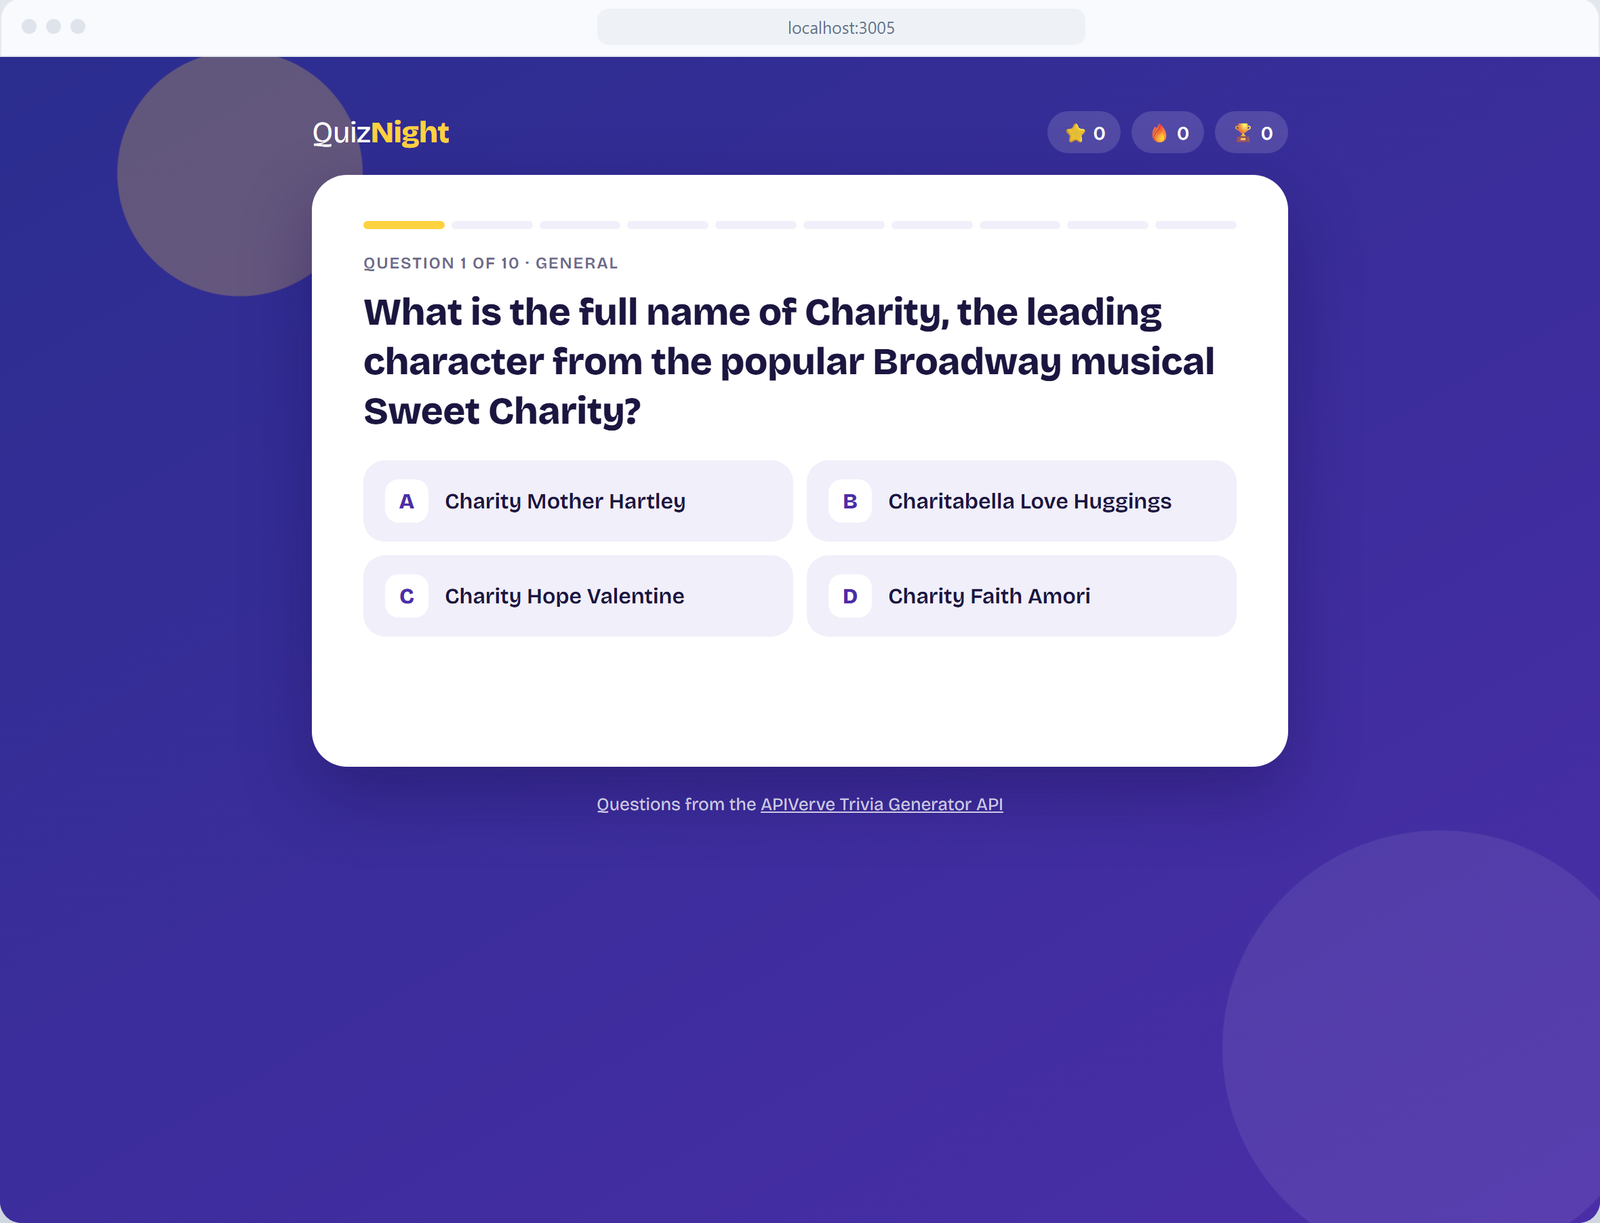 localhost:3005
QuizNight
0 0 0
QUESTION 1 OF 10 · GENERAL
What is the full name of Charity, the leading
character from the popular Broadway musical
Sweet Charity?
A Charity Mother Hartley
B Charitabella Love Huggings
C Charity Hope Valentine
D Charity Faith Amori
Questions from the APIVerve Trivia Generator API